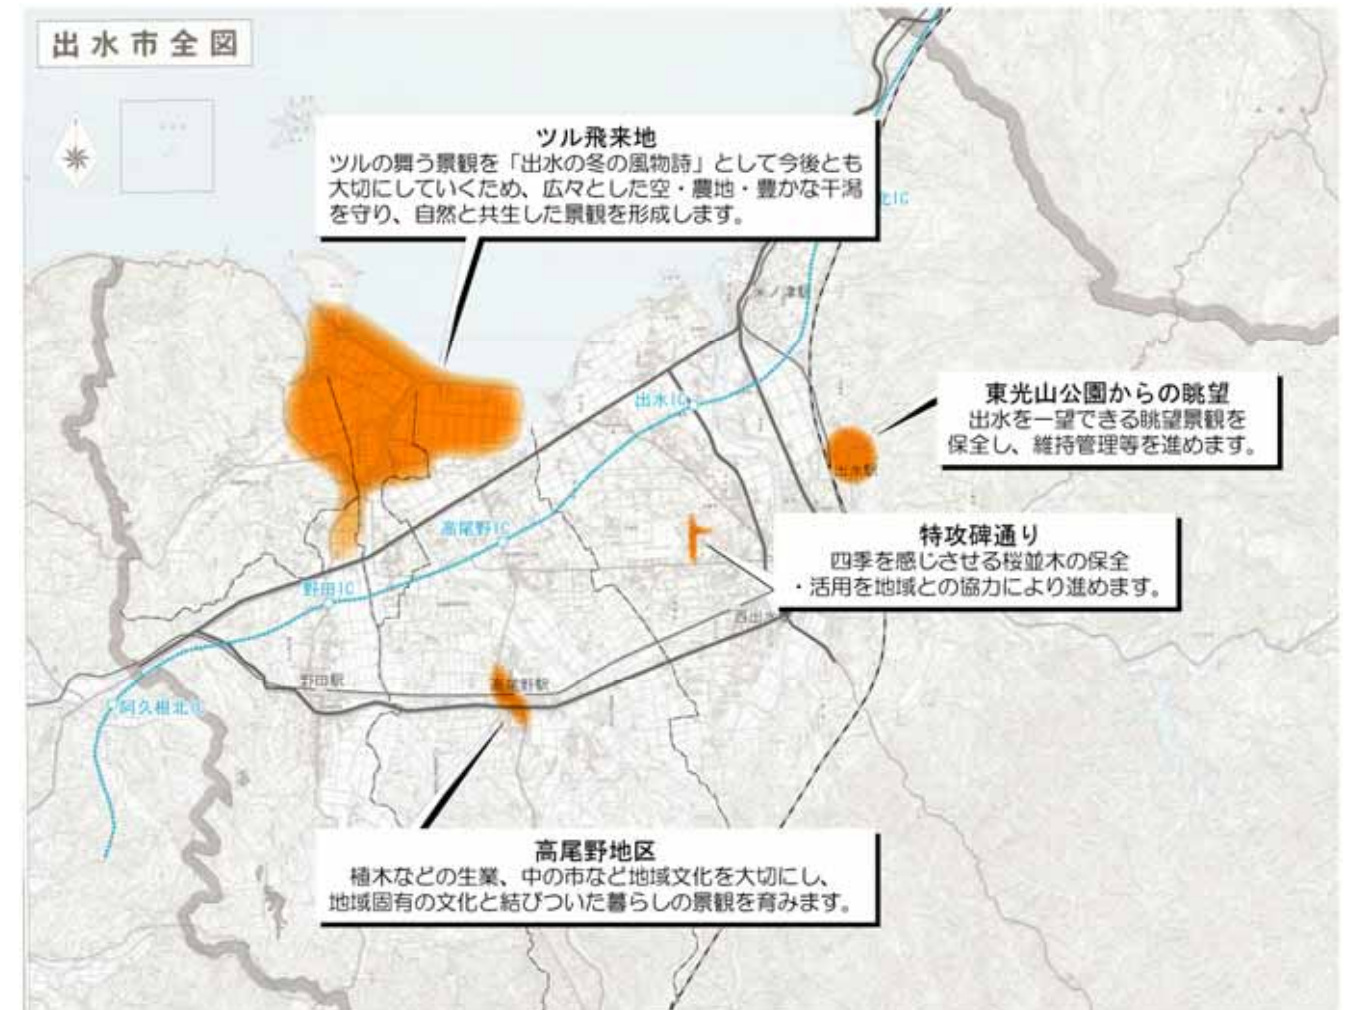 出水市全図
ツル飛来地
ツルの舞う景観を「出水の冬の風物詩」として今後とも
大切にしていくため、広々とした空・農地・豊かな干潟
を守り、自然と共生した景観を形成します。
北IC
米ノ津駅
東光山公園からの眺望
出水を一望できる眺望景観を
保全し、維持管理等を進めます。
出水IC
出水駅
特攻碑通り
四季を感じさせる桜並木の保全
・活用を地域との協力により進めます。
高尾野IC
野田IC
西出水
野田駅
高尾野駅
阿久根北IC
高尾野地区
植木などの生業、中の市など地域文化を大切にし、
地域固有の文化と結びついた暮らしの景観を育みます。